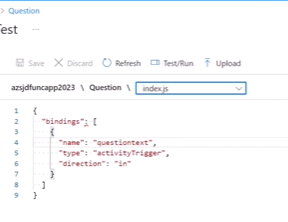 > Question
Test
Save Discard Refresh Test/Run Upload
azsjdfuncapp2023 \ Question \ index.js
1 {
2 "bindings": [
3 {
4 "name": "questiontext",
5 "type": "activityTrigger",
6 "direction": "in"
7 }
8 ]
9 }